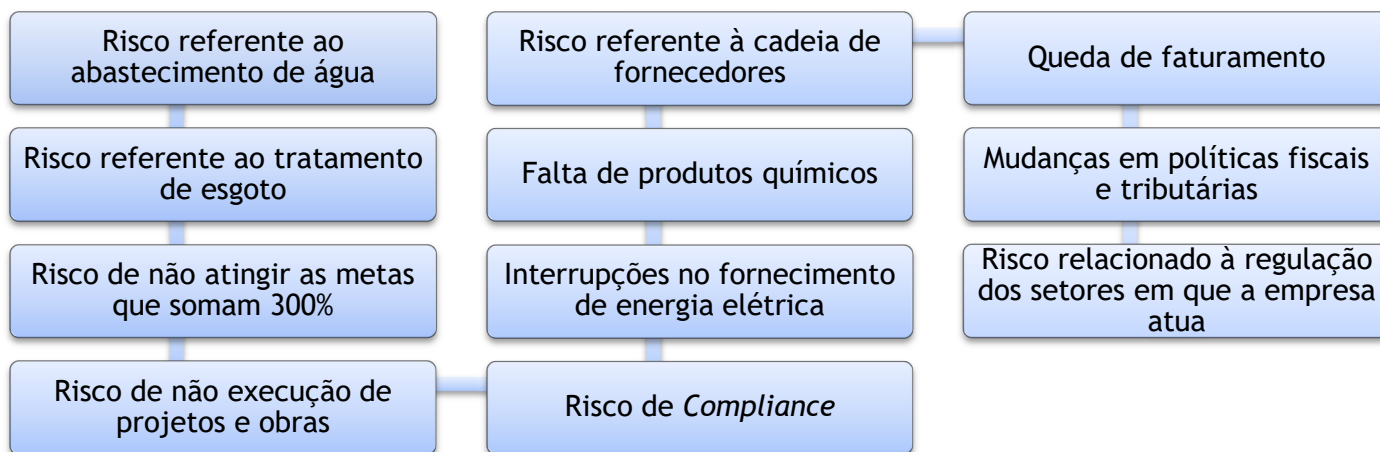 Risco referente ao
abastecimento de água
Risco referente ao tratamento
de esgoto
Risco de não atingir as metas
que somam 300%
Risco de não execução de
projetos e obras
Risco de Compliance
Interrupções no fornecimento
de energia elétrica
Falta de produtos químicos
Risco referente à cadeia de
fornecedores
Queda de faturamento
Mudanças em políticas fiscais
e tributárias
Risco relacionado à regulação
dos setores em que a empresa
atua